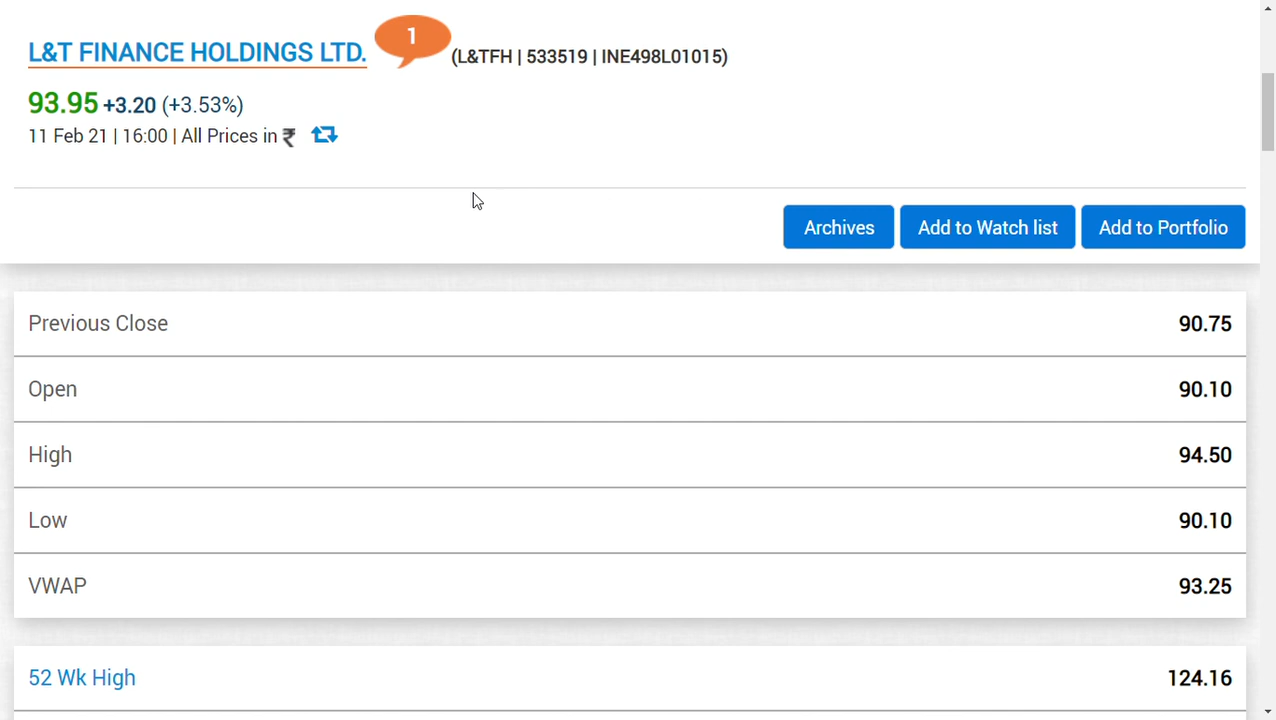 L&T FINANCE HOLDINGS LTD. 1 (L&TFH | 533519 | INE498L01015)
93.95 +3.20 (+3.53%)
11 Feb 21 | 16:00 | All Prices in ₹
Archives Add to Watch list Add to Portfolio
Previous Close 90.75
Open 90.10
High 94.50
Low 90.10
VWAP 93.25
52 Wk High 124.16